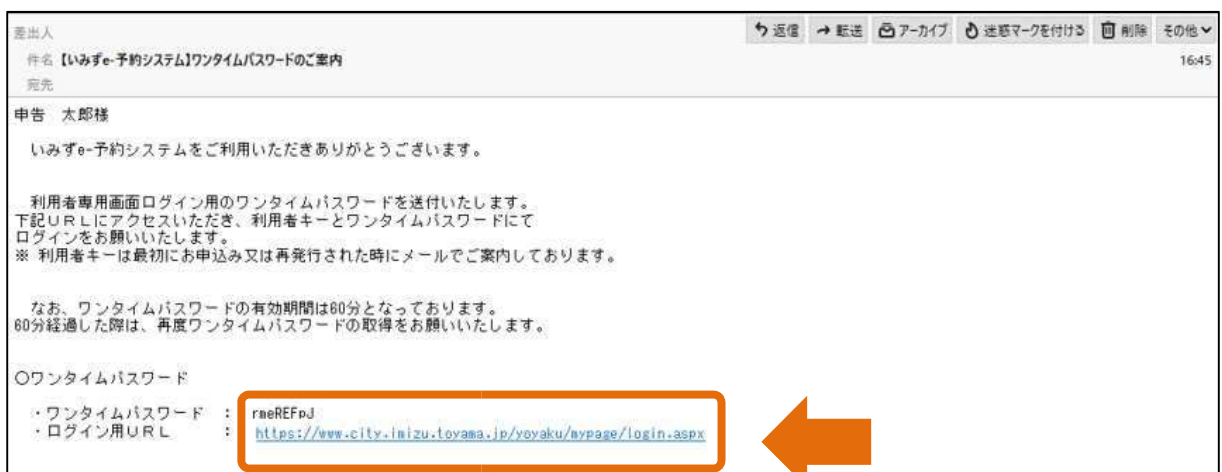 差出人
返信 転送 アーカイブ 迷惑マークを付ける 削除 その他
件名 【いみずe-予約システム】ワンタイムパスワードのご案内 16:45
宛先
申告 太郎様
いみずe-予約システムをご利用いただきありがとうございます。
利用者専用画面ログイン用のワンタイムパスワードを送付いたします。
下記URLにアクセスいただき、利用者キーとワンタイムパスワードにて
ログインをお願いいたします。
※ 利用者キーは最初にお申込み又は再発行された時にメールでご案内しております。
なお、ワンタイムパスワードの有効期間は60分となっております。
60分経過した際は、再度ワンタイムパスワードの取得をお願いいたします。
○ワンタイムパスワード
・ワンタイムパスワード : rmeREFpJ
・ログイン用URL : https://www.city.imizu.toyama.jp/yoyaku/mypage/login.aspx